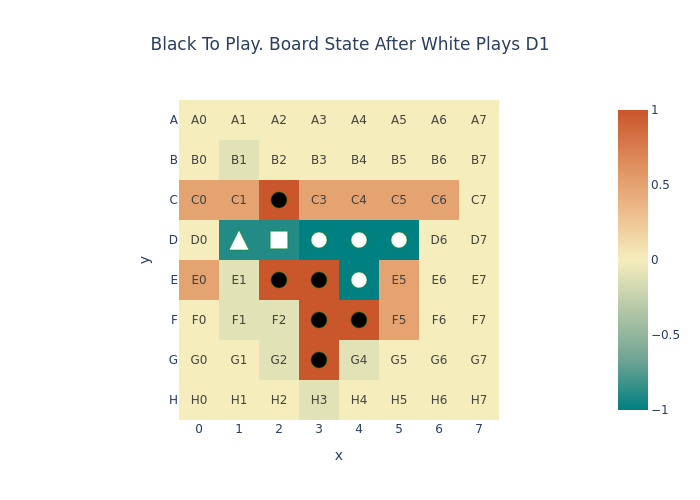 Black To Play. Board State After White Plays D1
A A0 A1 A2 A3 A4 A5 A6 A7
B B0 B1 B2 B3 B4 B5 B6 B7
C C0 C1 C3 C4 C5 C6 C7
D D0 D6 D7
E E0 E1 E5 E6 E7
F F0 F1 F2 F5 F6 F7
G G0 G1 G2 G4 G5 G6 G7
H H0 H1 H2 H3 H4 H5 H6 H7
0 1 2 3 4 5 6 7
x
y
1
0.5
0
−0.5
−1